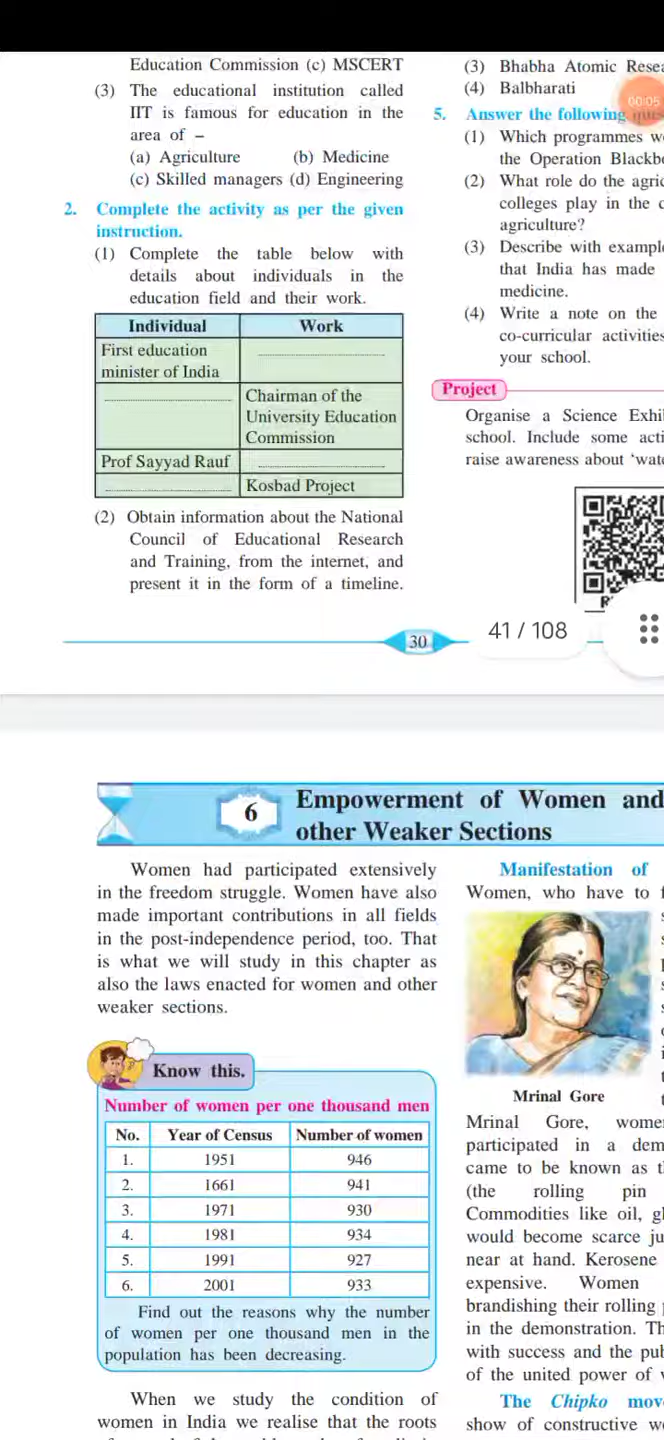 Education Commission (c) MSCERT
(3) The educational institution called
IIT is famous for education in the
area of –
(a) Agriculture (b) Medicine
(c) Skilled managers (d) Engineering
2. Complete the activity as per the given
instruction.
(1) Complete the table below with
details about individuals in the
education field and their work.
Individual Work
First education
minister of India
Chairman of the
University Education
Commission
Prof Sayyad Rauf
Kosbad Project
(2) Obtain information about the National
Council of Educational Research
and Training, from the internet, and
present it in the form of a timeline.
(3) Bhabha Atomic
(4) Balbharati
00:05
5. Answer the following
(1) Which programmes
the Operation
(2) What role do the
colleges play in the
agriculture?
(3) Describe with
that India has made
medicine.
(4) Write a note on the
co-curricular activities
your school.
Project
Organise a Science
school. Include some
raise awareness about
30
41 / 108
6 Empowerment of Women and
other Weaker Sections
Women had participated extensively
in the freedom struggle. Women have also
made important contributions in all fields
in the post-independence period, too. That
is what we will study in this chapter as
also the laws enacted for women and other
weaker sections.
Know this.
Number of women per one thousand men
No. Year of Census Number of women
1. 1951 946
2. 1661 941
3. 1971 930
4. 1981 934
5. 1991 927
6. 2001 933
Find out the reasons why the number
of women per one thousand men in the
population has been decreasing.
When we study the condition of
women in India we realise that the roots
Manifestation of
Women, who have to
Mrinal Gore
Mrinal Gore,
participated in a
came to be known as
(the rolling pin
Commodities like oil,
would become scarce
near at hand. Kerosene
expensive. Women
brandishing their rolling
in the demonstration.
with success and the
of the united power of
The Chipko
show of constructive